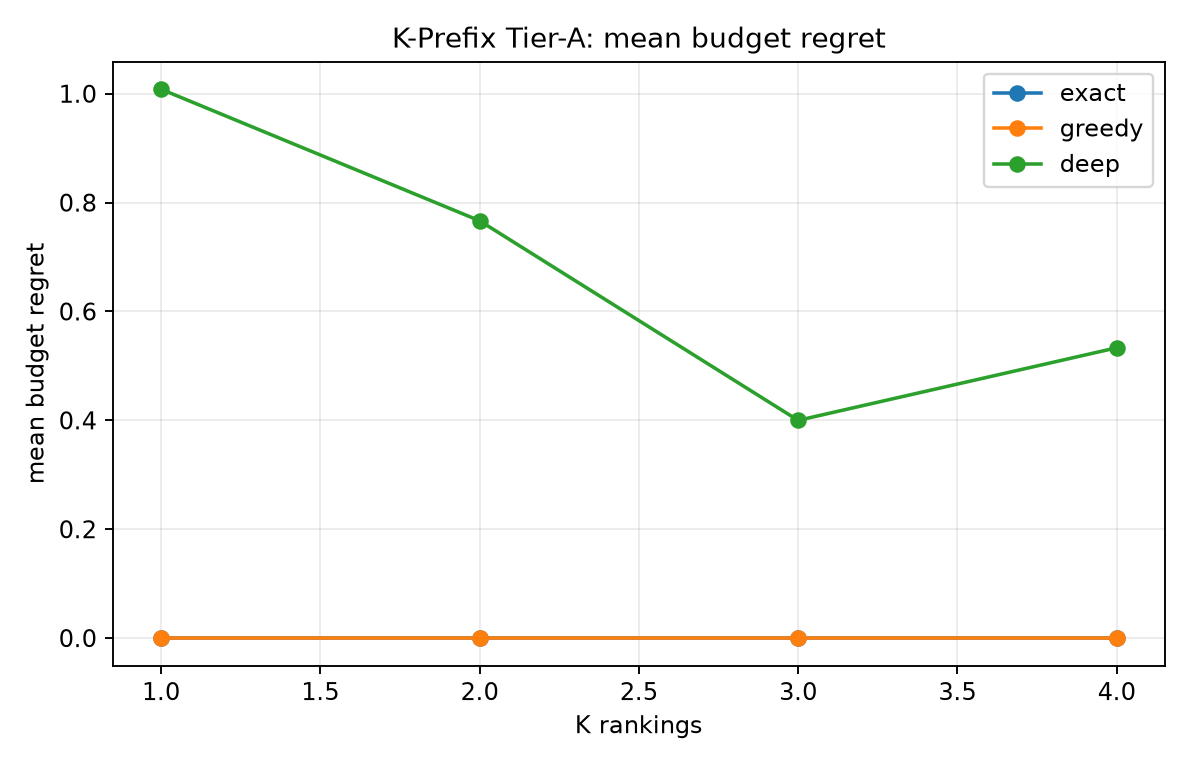 K-Prefix Tier-A: mean budget regret
exact
greedy
deep
mean budget regret
1.0
0.8
0.6
0.4
0.2
0.0
1.0 1.5 2.0 2.5 3.0 3.5 4.0
K rankings